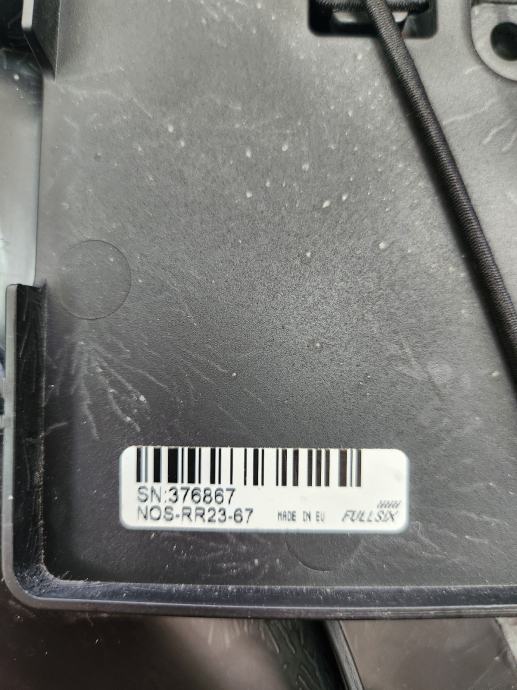 SN:376867
NOS-RR23-67 MADE IN EU FULLSIX